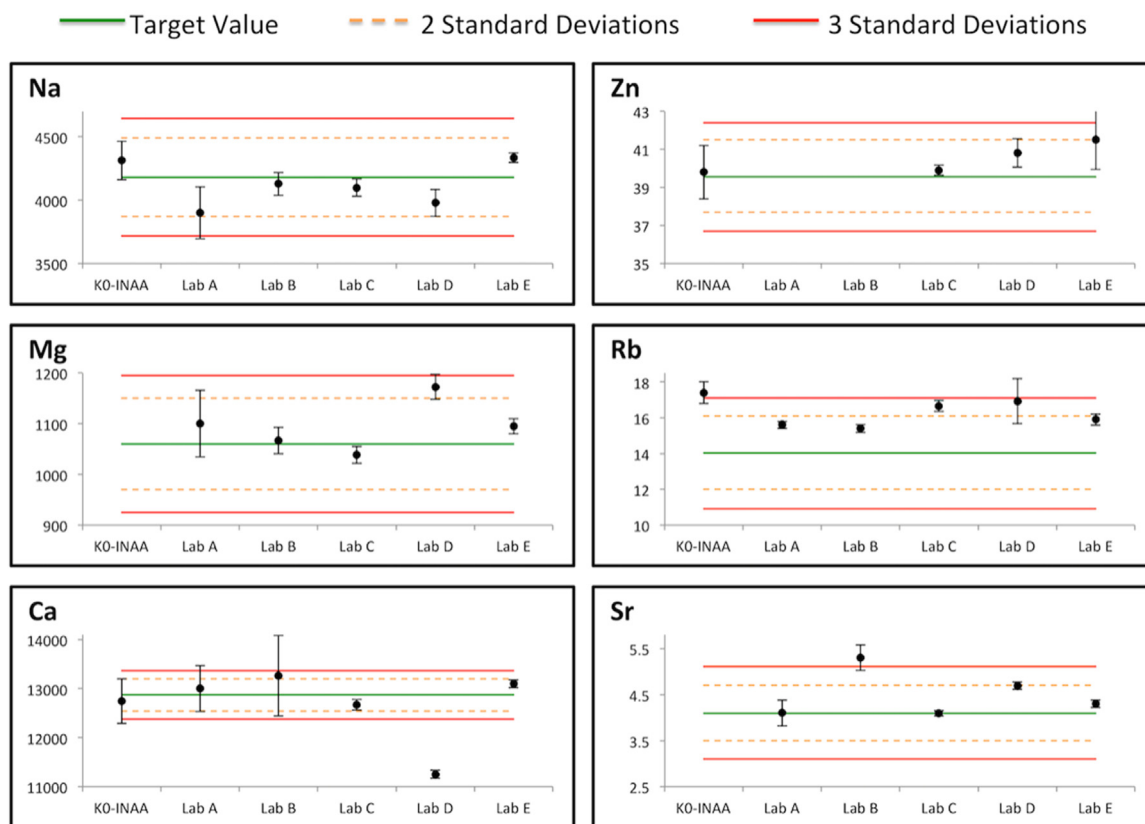 Target Value 2 Standard Deviations 3 Standard Deviations
Na
4500
4000
3500
K0-INAA Lab A Lab B Lab C Lab D Lab E
Zn
43
41
39
37
35
K0-INAA Lab A Lab B Lab C Lab D Lab E
Mg
1200
1100
1000
900
K0-INAA Lab A Lab B Lab C Lab D Lab E
Rb
18
16
14
12
10
K0-INAA Lab A Lab B Lab C Lab D Lab E
Ca
14000
13000
12000
11000
K0-INAA Lab A Lab B Lab C Lab D Lab E
Sr
5.5
4.5
3.5
2.5
K0-INAA Lab A Lab B Lab C Lab D Lab E